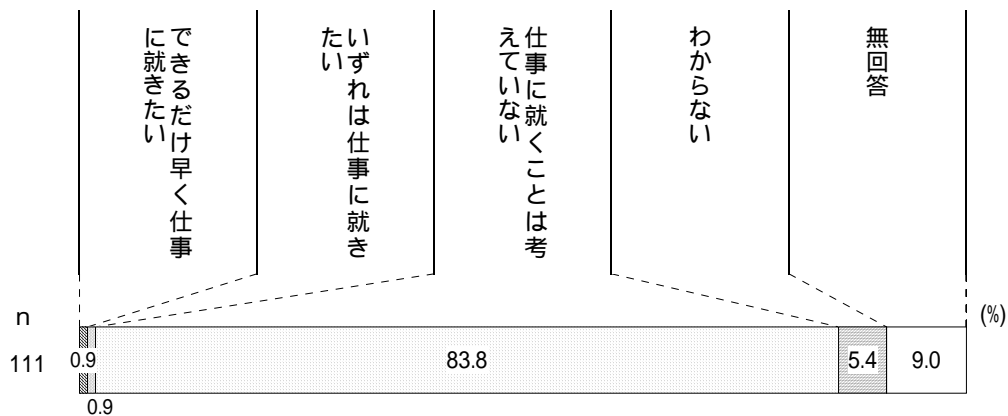 できるだけ早く仕事
に就きたい
いずれは仕事に就き
たい
仕事に就くことは考
えていない
わからない
無回答
n
(%)
111
0.9
83.8
5.4
9.0
0.9